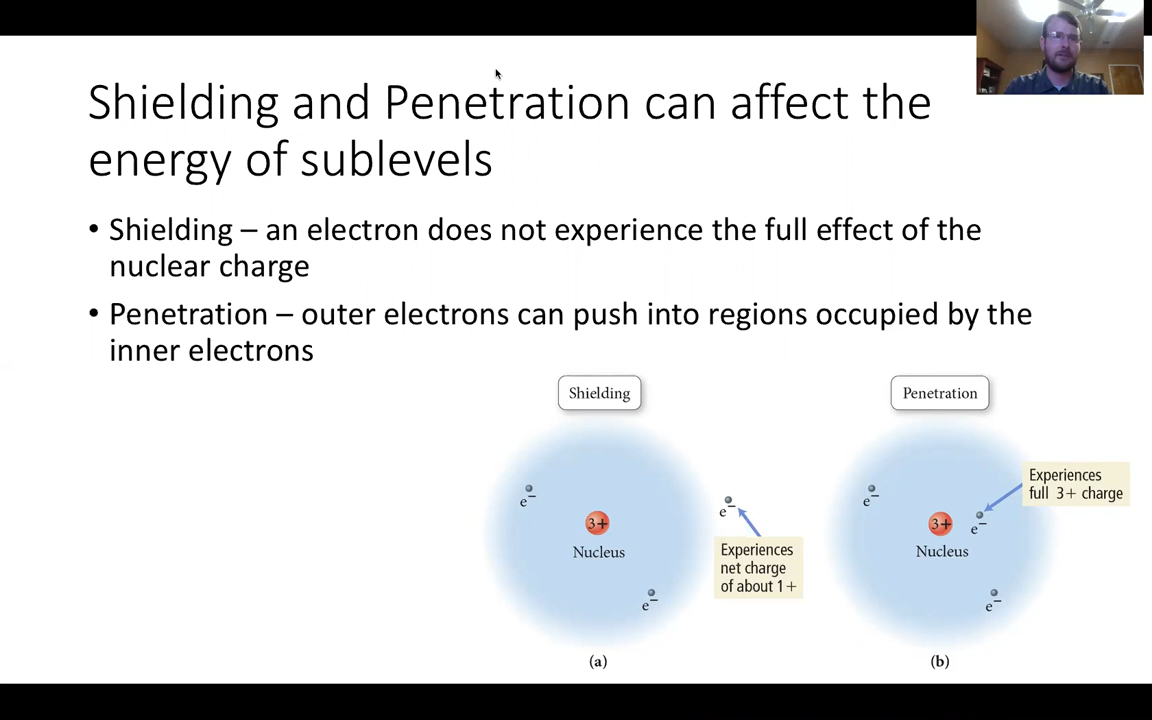 Shielding and Penetration can affect the
energy of sublevels
• Shielding – an electron does not experience the full effect of the
nuclear charge
• Penetration – outer electrons can push into regions occupied by the
inner electrons
Shielding
e–
3+
Nucleus
e–
e–
Experiences
net charge
of about 1+
(a)
Penetration
e–
3+
Nucleus
e–
e–
Experiences
full 3+ charge
(b)